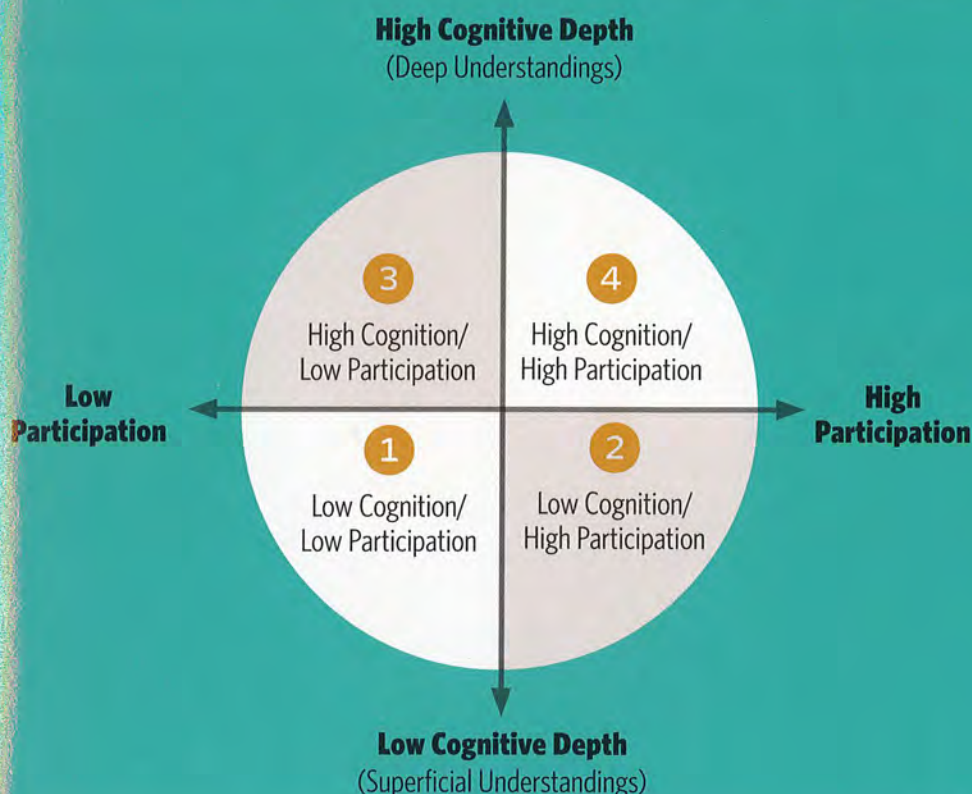 High Cognitive Depth
(Deep Understandings)
3
High Cognition/
Low Participation
4
High Cognition/
High Participation
Low
Participation
High
Participation
1
Low Cognition/
Low Participation
2
Low Cognition/
High Participation
Low Cognitive Depth
(Superficial Understandings)